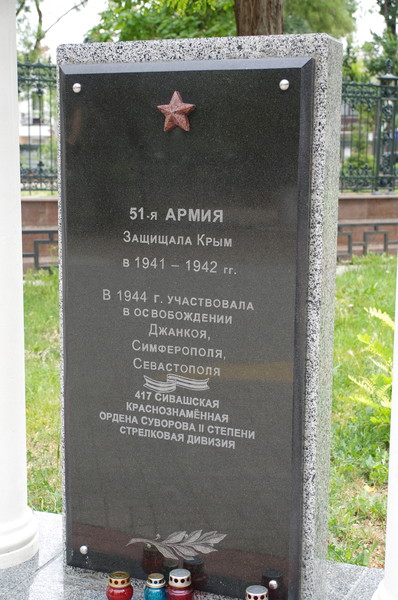 51-я АРМИЯ
ЗАЩИЩАЛА КРЫМ
в 1941 – 1942 гг.
В 1944 г. УЧАСТВОВАЛА
В ОСВОБОЖДЕНИИ
ДЖАНКОЯ,
СИМФЕРОПОЛЯ,
СЕВАСТОПОЛЯ
417 СИВАШСКАЯ
КРАСНОЗНАМЁННАЯ
ОРДЕНА СУВОРОВА II СТЕПЕНИ
СТРЕЛКОВАЯ ДИВИЗИЯ